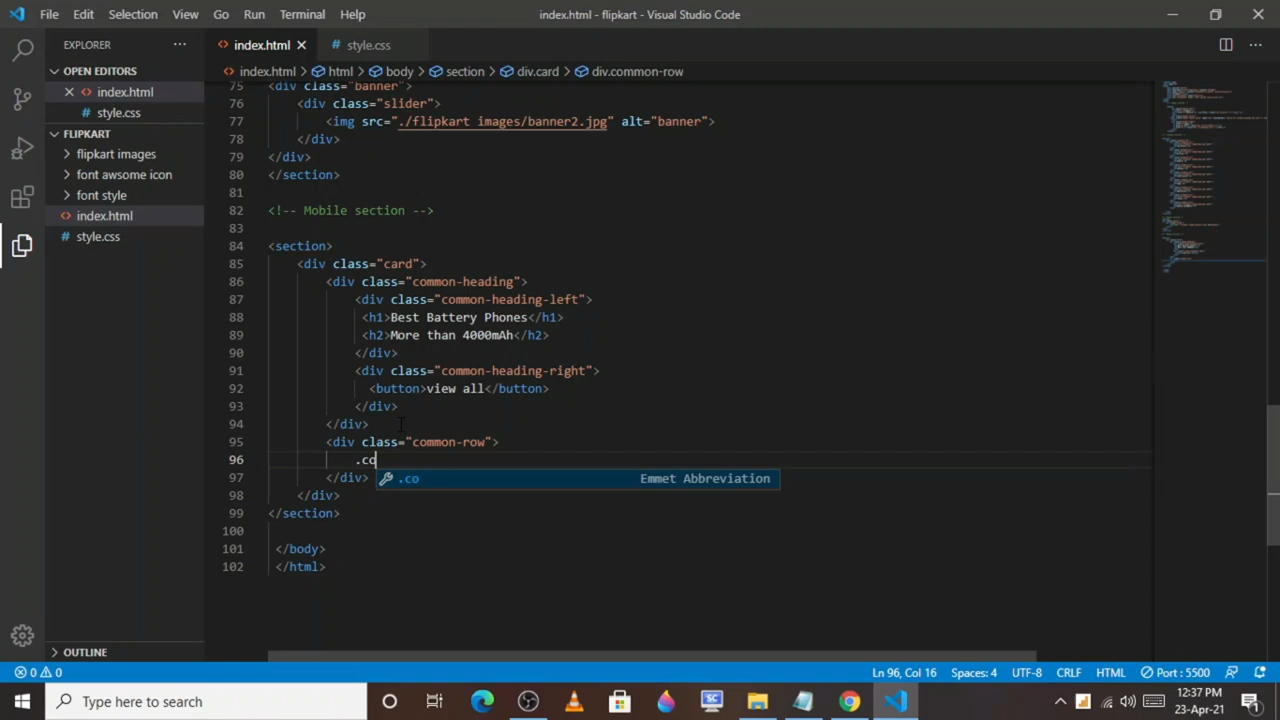 File Edit Selection View Go Run Terminal Help
index.html - flipkart - Visual Studio Code
EXPLORER
OPEN EDITORS
index.html
style.css
FLIPKART
flipkart images
font awsome icon
font style
index.html
style.css
OUTLINE
index.html style.css
index.html html body section div.card div.common-row
75 <div class="banner">
76 <div class="slider">
77 <img src="./flipkart images/banner2.jpg" alt="banner">
78 </div>
79 </div>
80 </section>
81
82 <!-- Mobile section -->
83
84 <section>
85 <div class="card">
86 <div class="common-heading">
87 <div class="common-heading-left">
88 <h1>Best Battery Phones</h1>
89 <h2>More than 4000mAh</h2>
90 </div>
91 <div class="common-heading-right">
92 <button>view all</button>
93 </div>
94 </div>
95 <div class="common-row">
96 .co
.co Emmet Abbreviation
97 </div>
98 </div>
99 </section>
100
101 </body>
102 </html>
0 0 Ln 96, Col 16 Spaces: 4 UTF-8 CRLF HTML Port : 5500
Type here to search
SC
12:37 PM
23-Apr-21
1